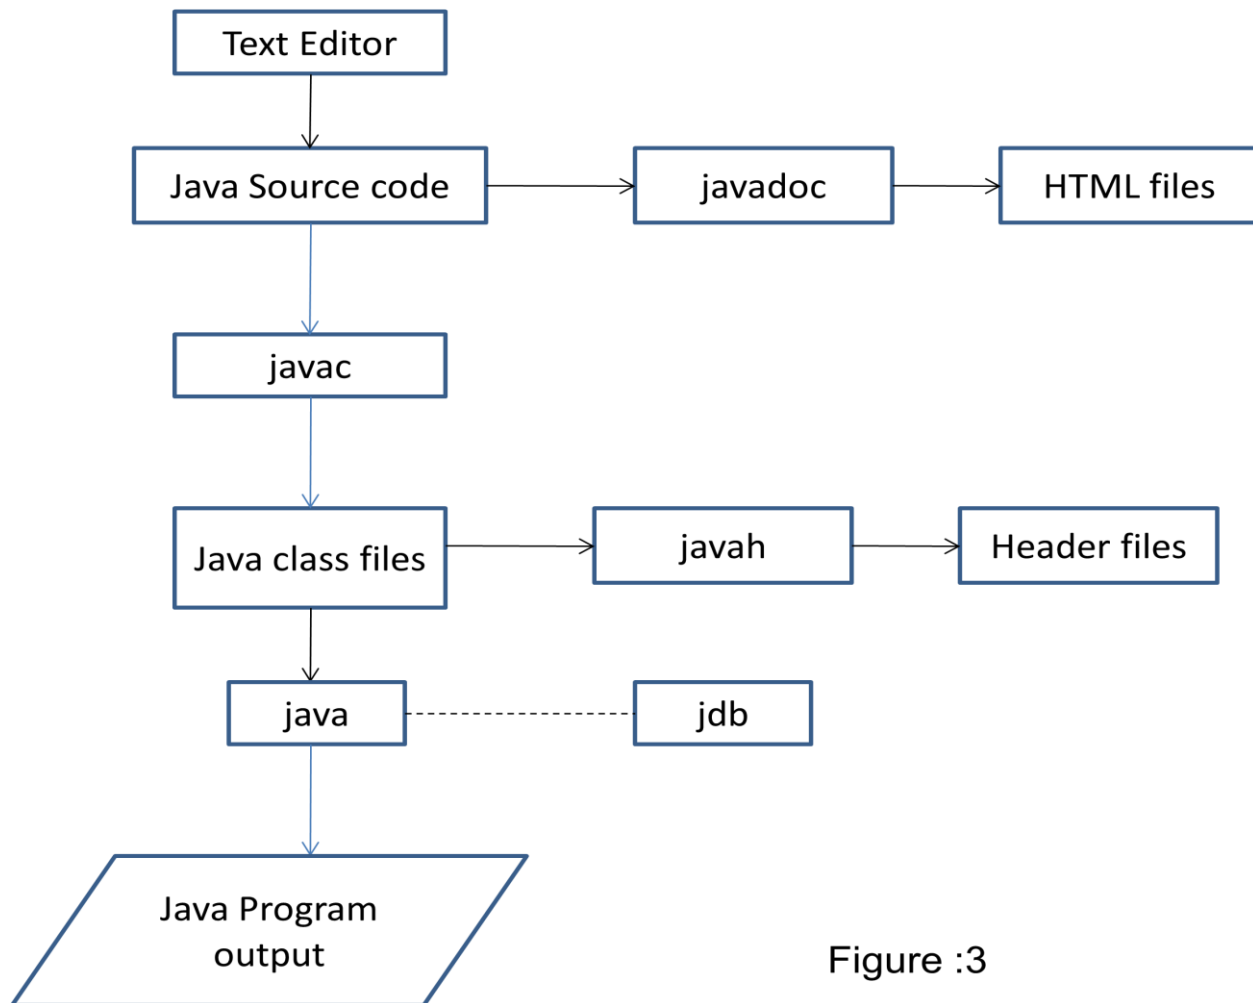 Text Editor
Java Source code
javadoc
HTML files
javac
Java class files
javah
Header files
java
jdb
Java Program
output
Figure :3